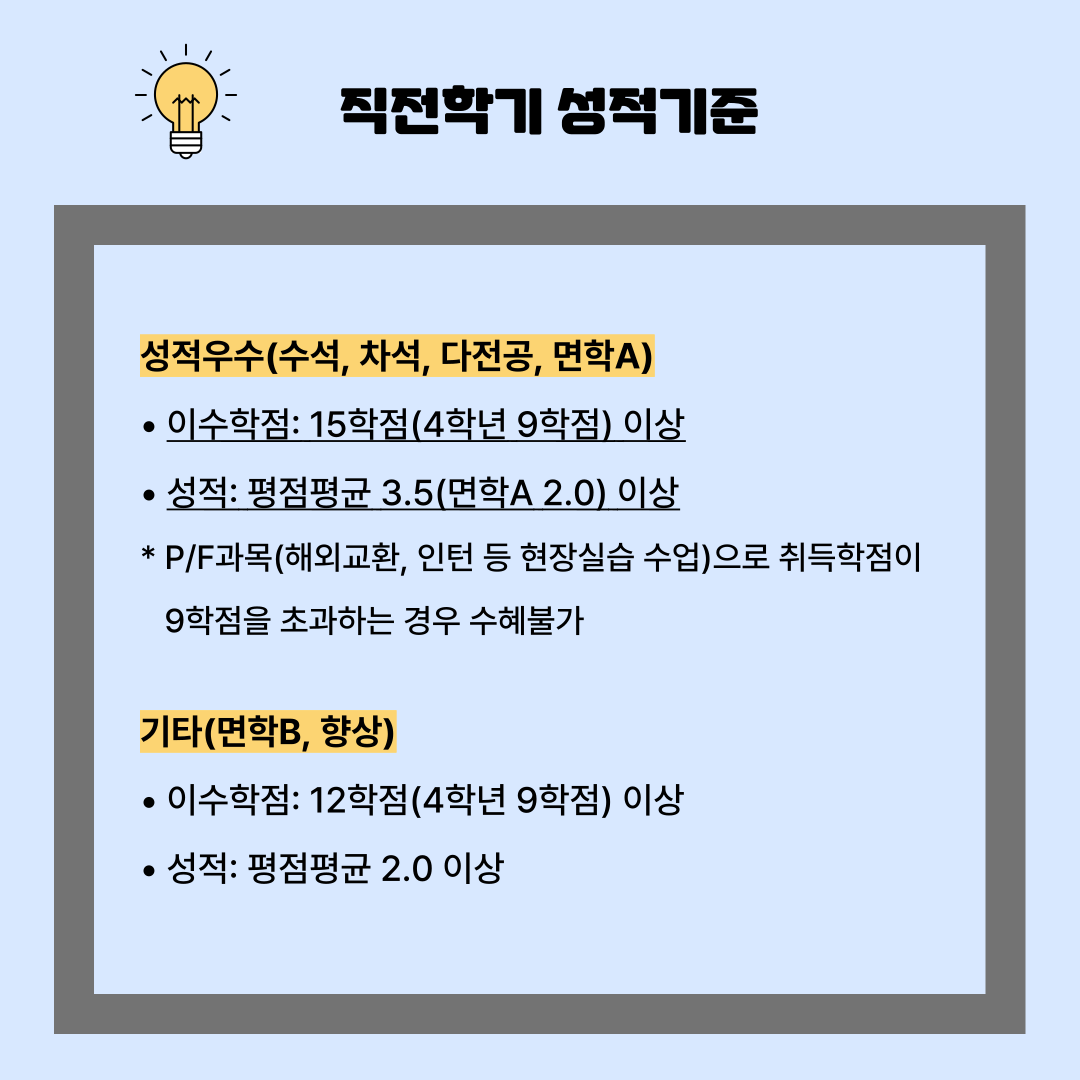 직전학기 성적기준
성적우수(수석, 차석, 다전공, 면학A)
• 이수학점: 15학점(4학년 9학점) 이상
• 성적: 평점평균 3.5(면학A 2.0) 이상
* P/F과목(해외교환, 인턴 등 현장실습 수업)으로 취득학점이
9학점을 초과하는 경우 수혜불가
기타(면학B, 향상)
• 이수학점: 12학점(4학년 9학점) 이상
• 성적: 평점평균 2.0 이상